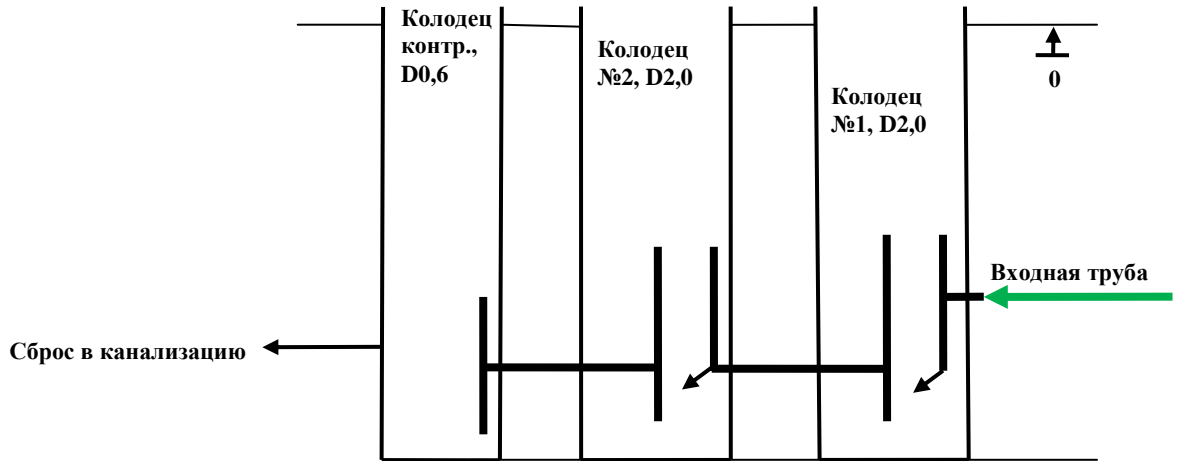 Колодец
контр.,
D0,6
Колодец
№2, D2,0
Колодец
№1, D2,0
0
Входная труба
Сброс в канализацию